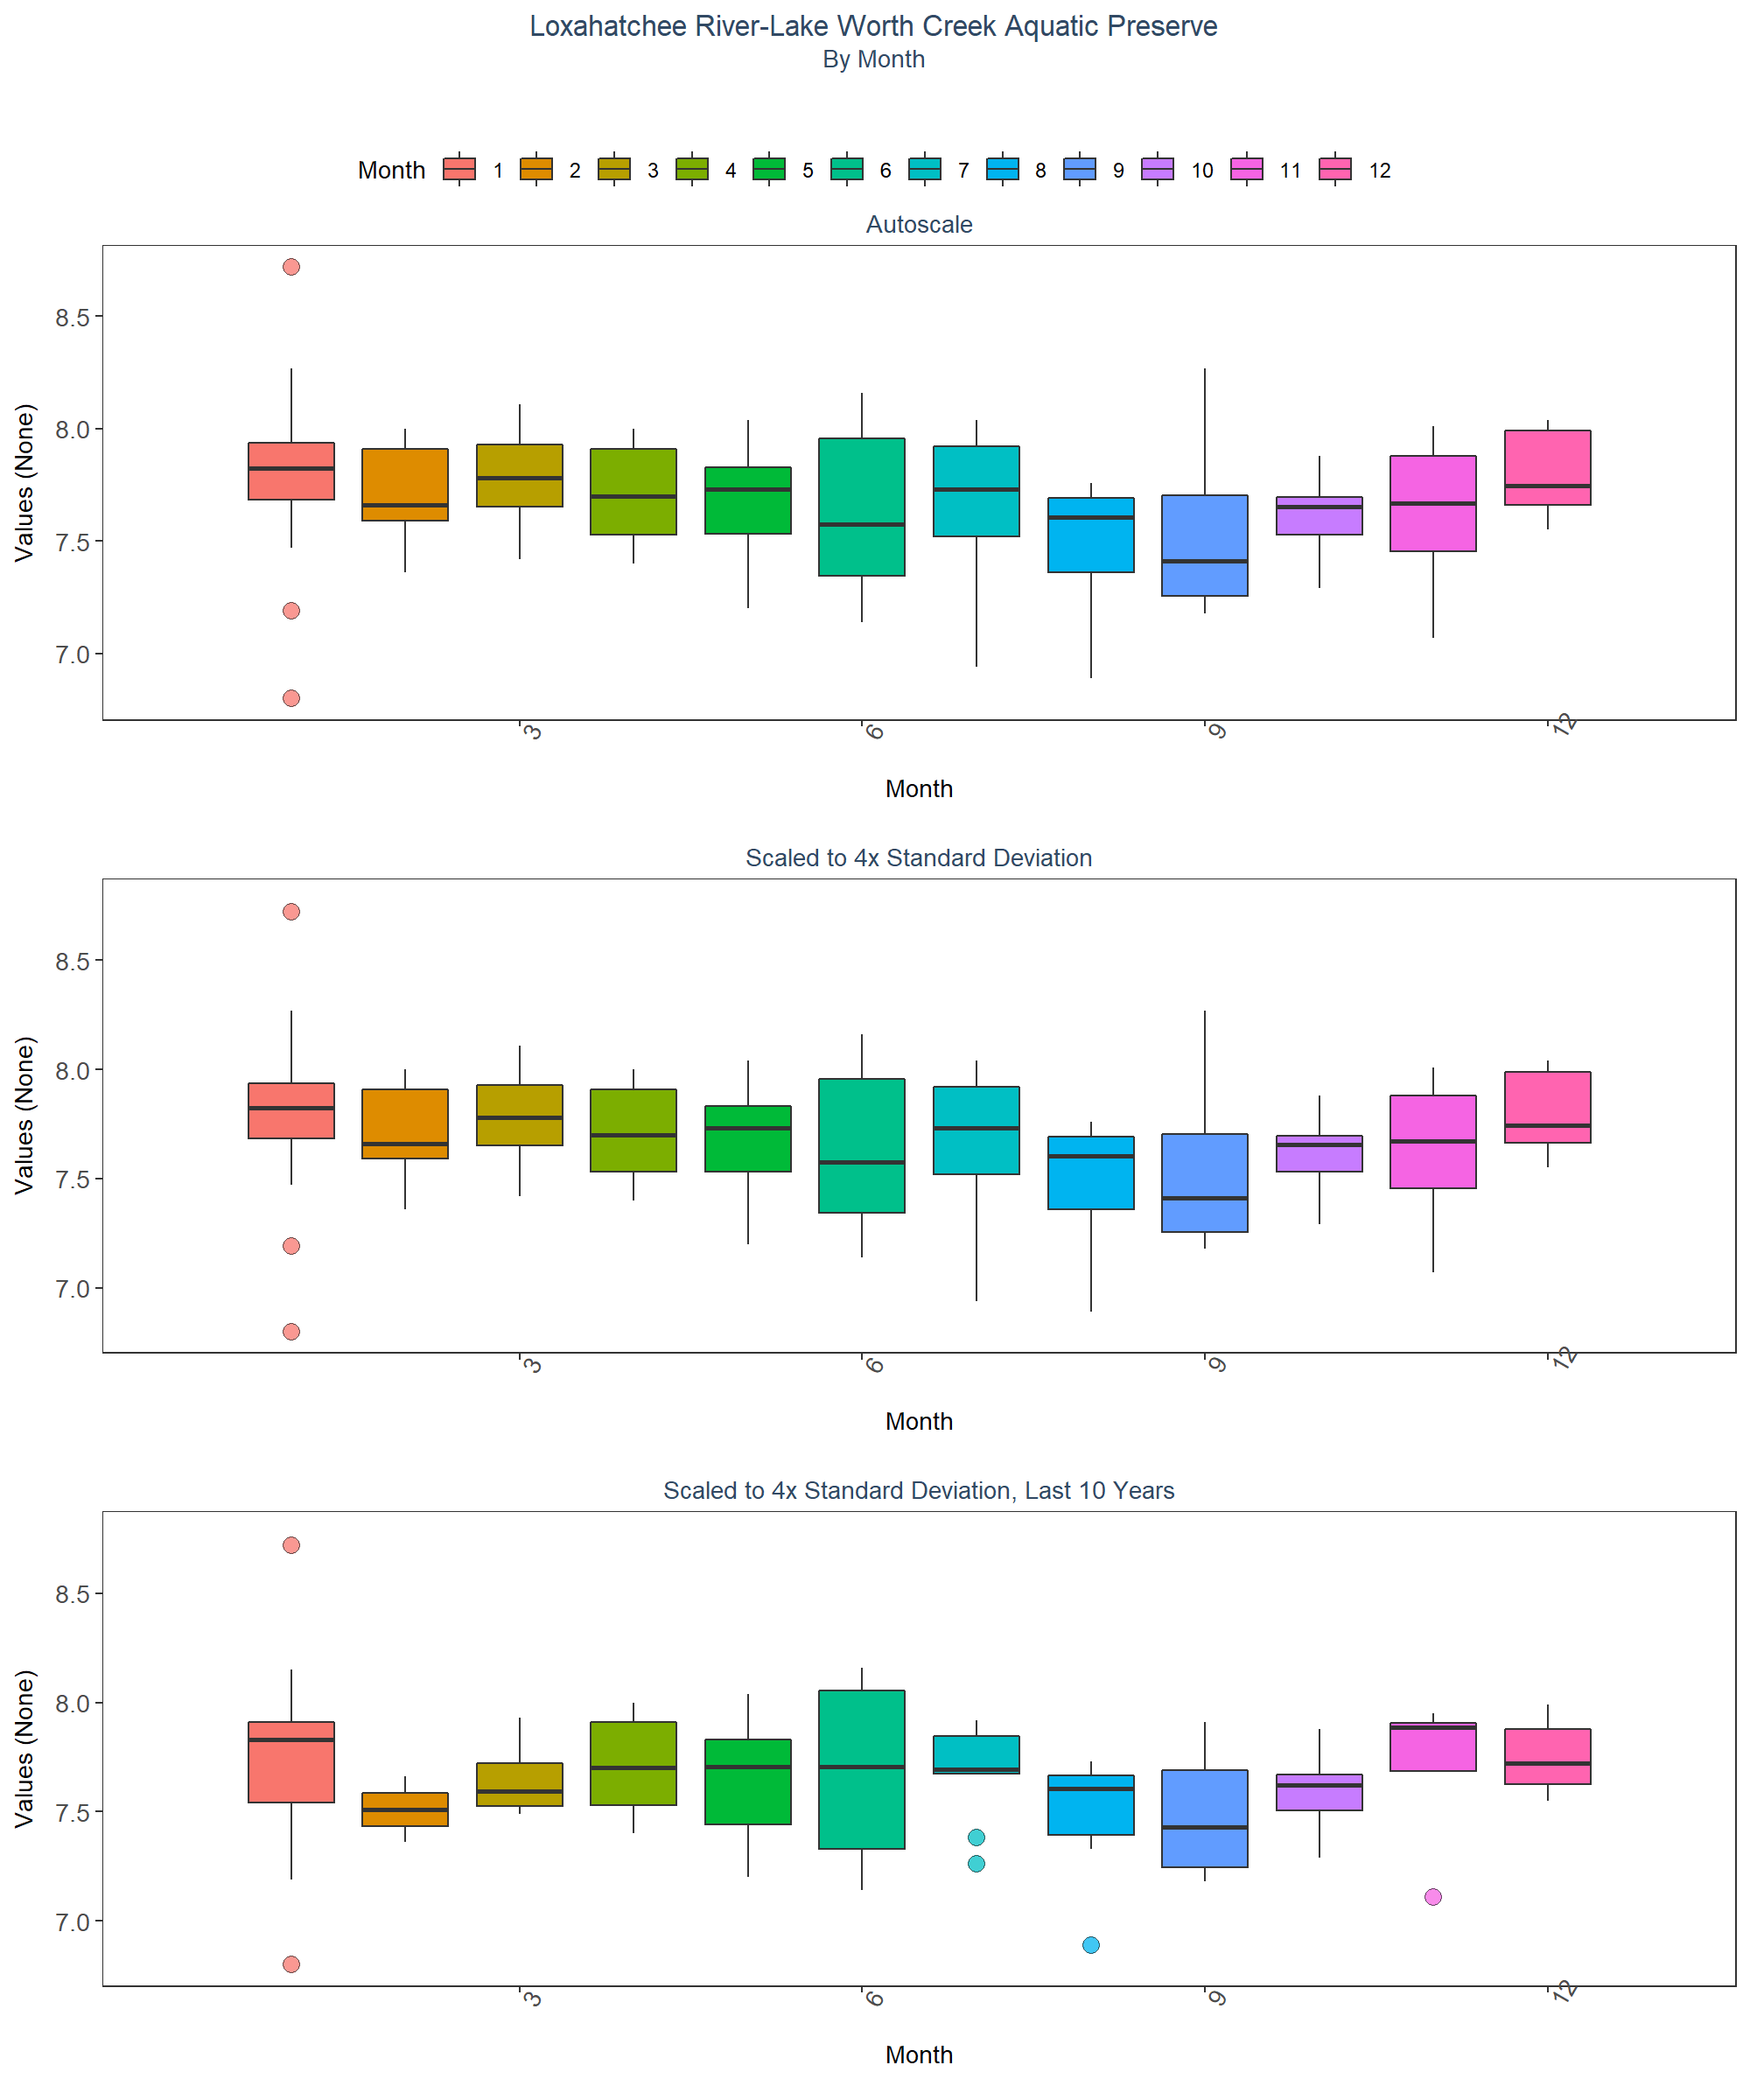 Loxahatchee River-Lake Worth Creek Aquatic Preserve
By Month
Month 1 2 3 4 5 6 7 8 9 10 11 12
Autoscale
Values (None)
8.5
8.0
7.5
7.0
3 6 9 12
Month
Scaled to 4x Standard Deviation
Values (None)
8.5
8.0
7.5
7.0
3 6 9 12
Month
Scaled to 4x Standard Deviation, Last 10 Years
Values (None)
8.5
8.0
7.5
7.0
3 6 9 12
Month